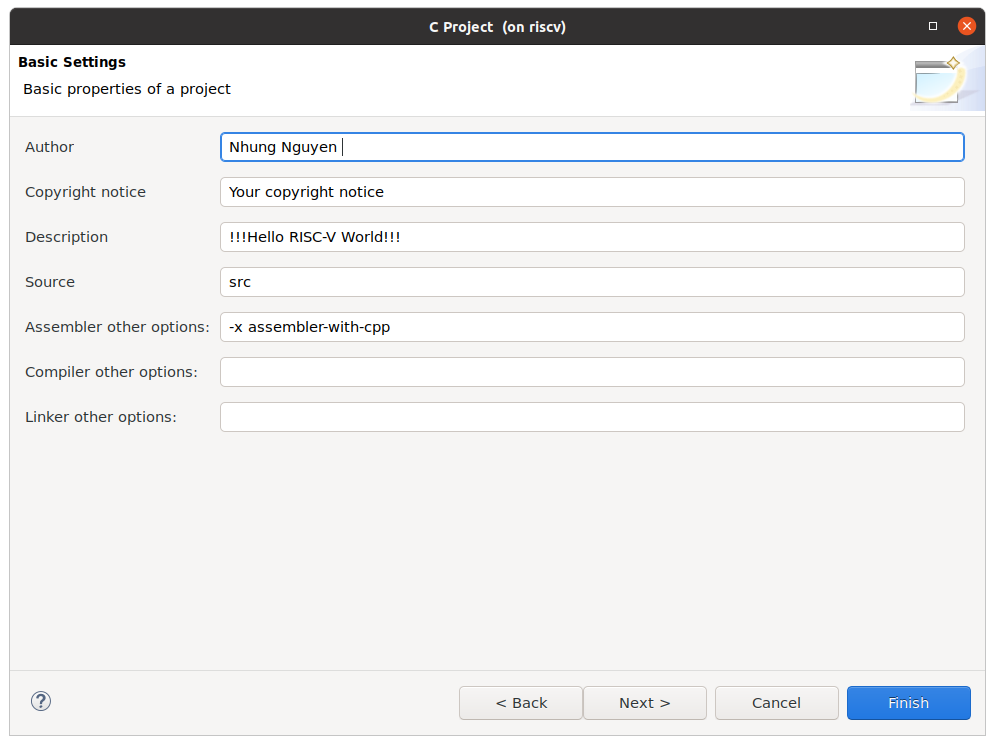 C Project (on riscv)
Basic Settings
Basic properties of a project
Author Nhung Nguyen
Copyright notice Your copyright notice
Description !!!Hello RISC-V World!!!
Source src
Assembler other options: -x assembler-with-cpp
Compiler other options:
Linker other options:
? < Back Next > Cancel Finish